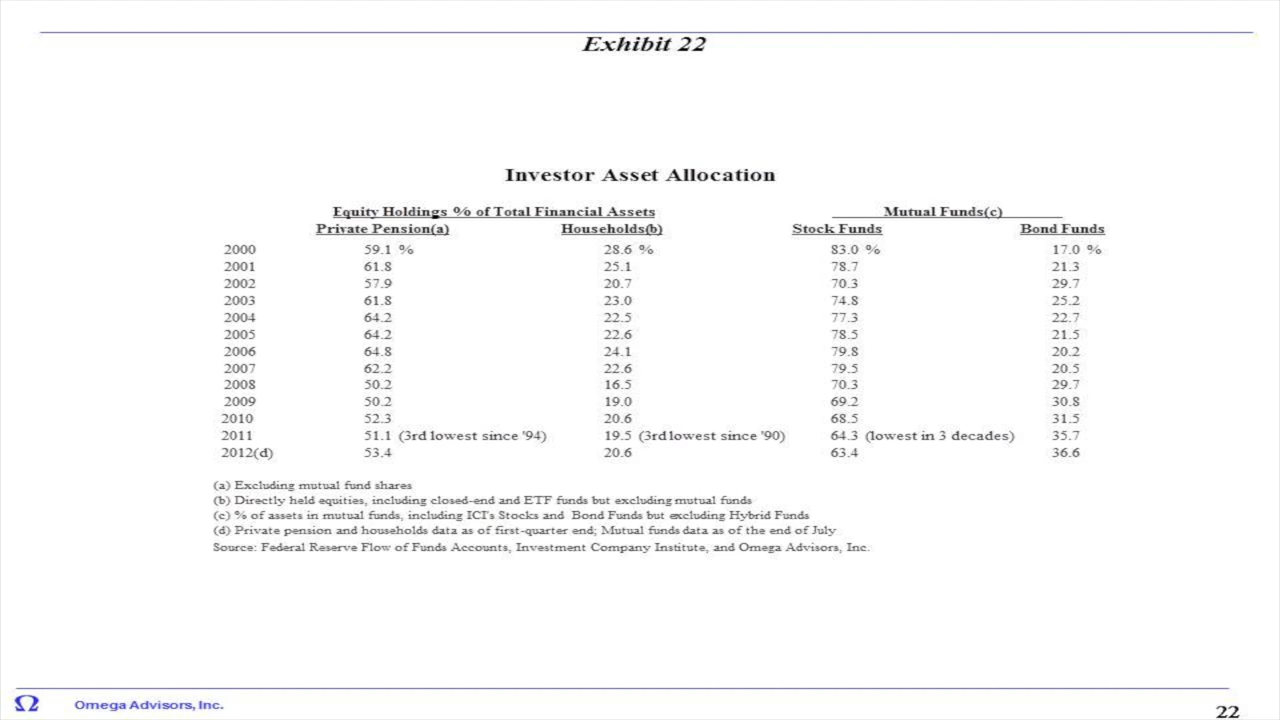 Exhibit 22
Investor Asset Allocation
Equity Holdings % of Total Financial Assets Mutual Funds(c)
Private Pension(a) Households(b) Stock Funds Bond Funds
2000 59.1 % 28.6 % 83.0 % 17.0 %
2001 61.8 25.1 78.7 21.3
2002 57.9 20.7 70.3 29.7
2003 61.8 23.0 74.8 25.2
2004 64.2 22.5 77.3 22.7
2005 64.2 22.6 78.5 21.5
2006 64.8 24.1 79.8 20.2
2007 62.2 22.6 79.5 20.5
2008 50.2 16.5 70.3 29.7
2009 50.2 19.0 69.2 30.8
2010 52.3 20.6 68.5 31.5
2011 51.1 (3rd lowest since '94) 19.5 (3rd lowest since '90) 64.3 (lowest in 3 decades) 35.7
2012(d) 53.4 20.6 63.4 36.6
(a) Excluding mutual fund shares
(b) Directly held equities, including closed-end and ETF funds but excluding mutual funds
(c) % of assets in mutual funds, including ICI's Stocks and Bond Funds but excluding Hybrid Funds
(d) Private pension and households data as of first-quarter end; Mutual funds data as of the end of July
Source: Federal Reserve Flow of Funds Accounts, Investment Company Institute, and Omega Advisors, Inc.
Ω Omega Advisors, Inc.
22